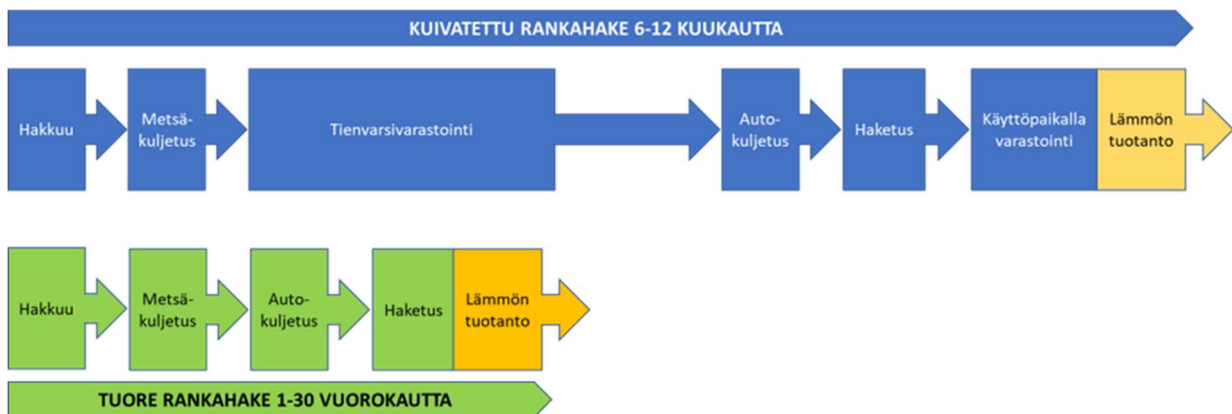 KUIVATETTU RANKAHAKE 6-12 KUUKAUTTA
Hakkuu
Metsä-
kuljetus
Tienvarsivarastointi
Auto-
kuljetus
Haketus
Käyttöpaikalla
varastointi
Lämmön
tuotanto
Hakkuu
Metsä-
kuljetus
Auto-
kuljetus
Haketus
Lämmön
tuotanto
TUORE RANKAHAKE 1-30 VUOROKAUTTA